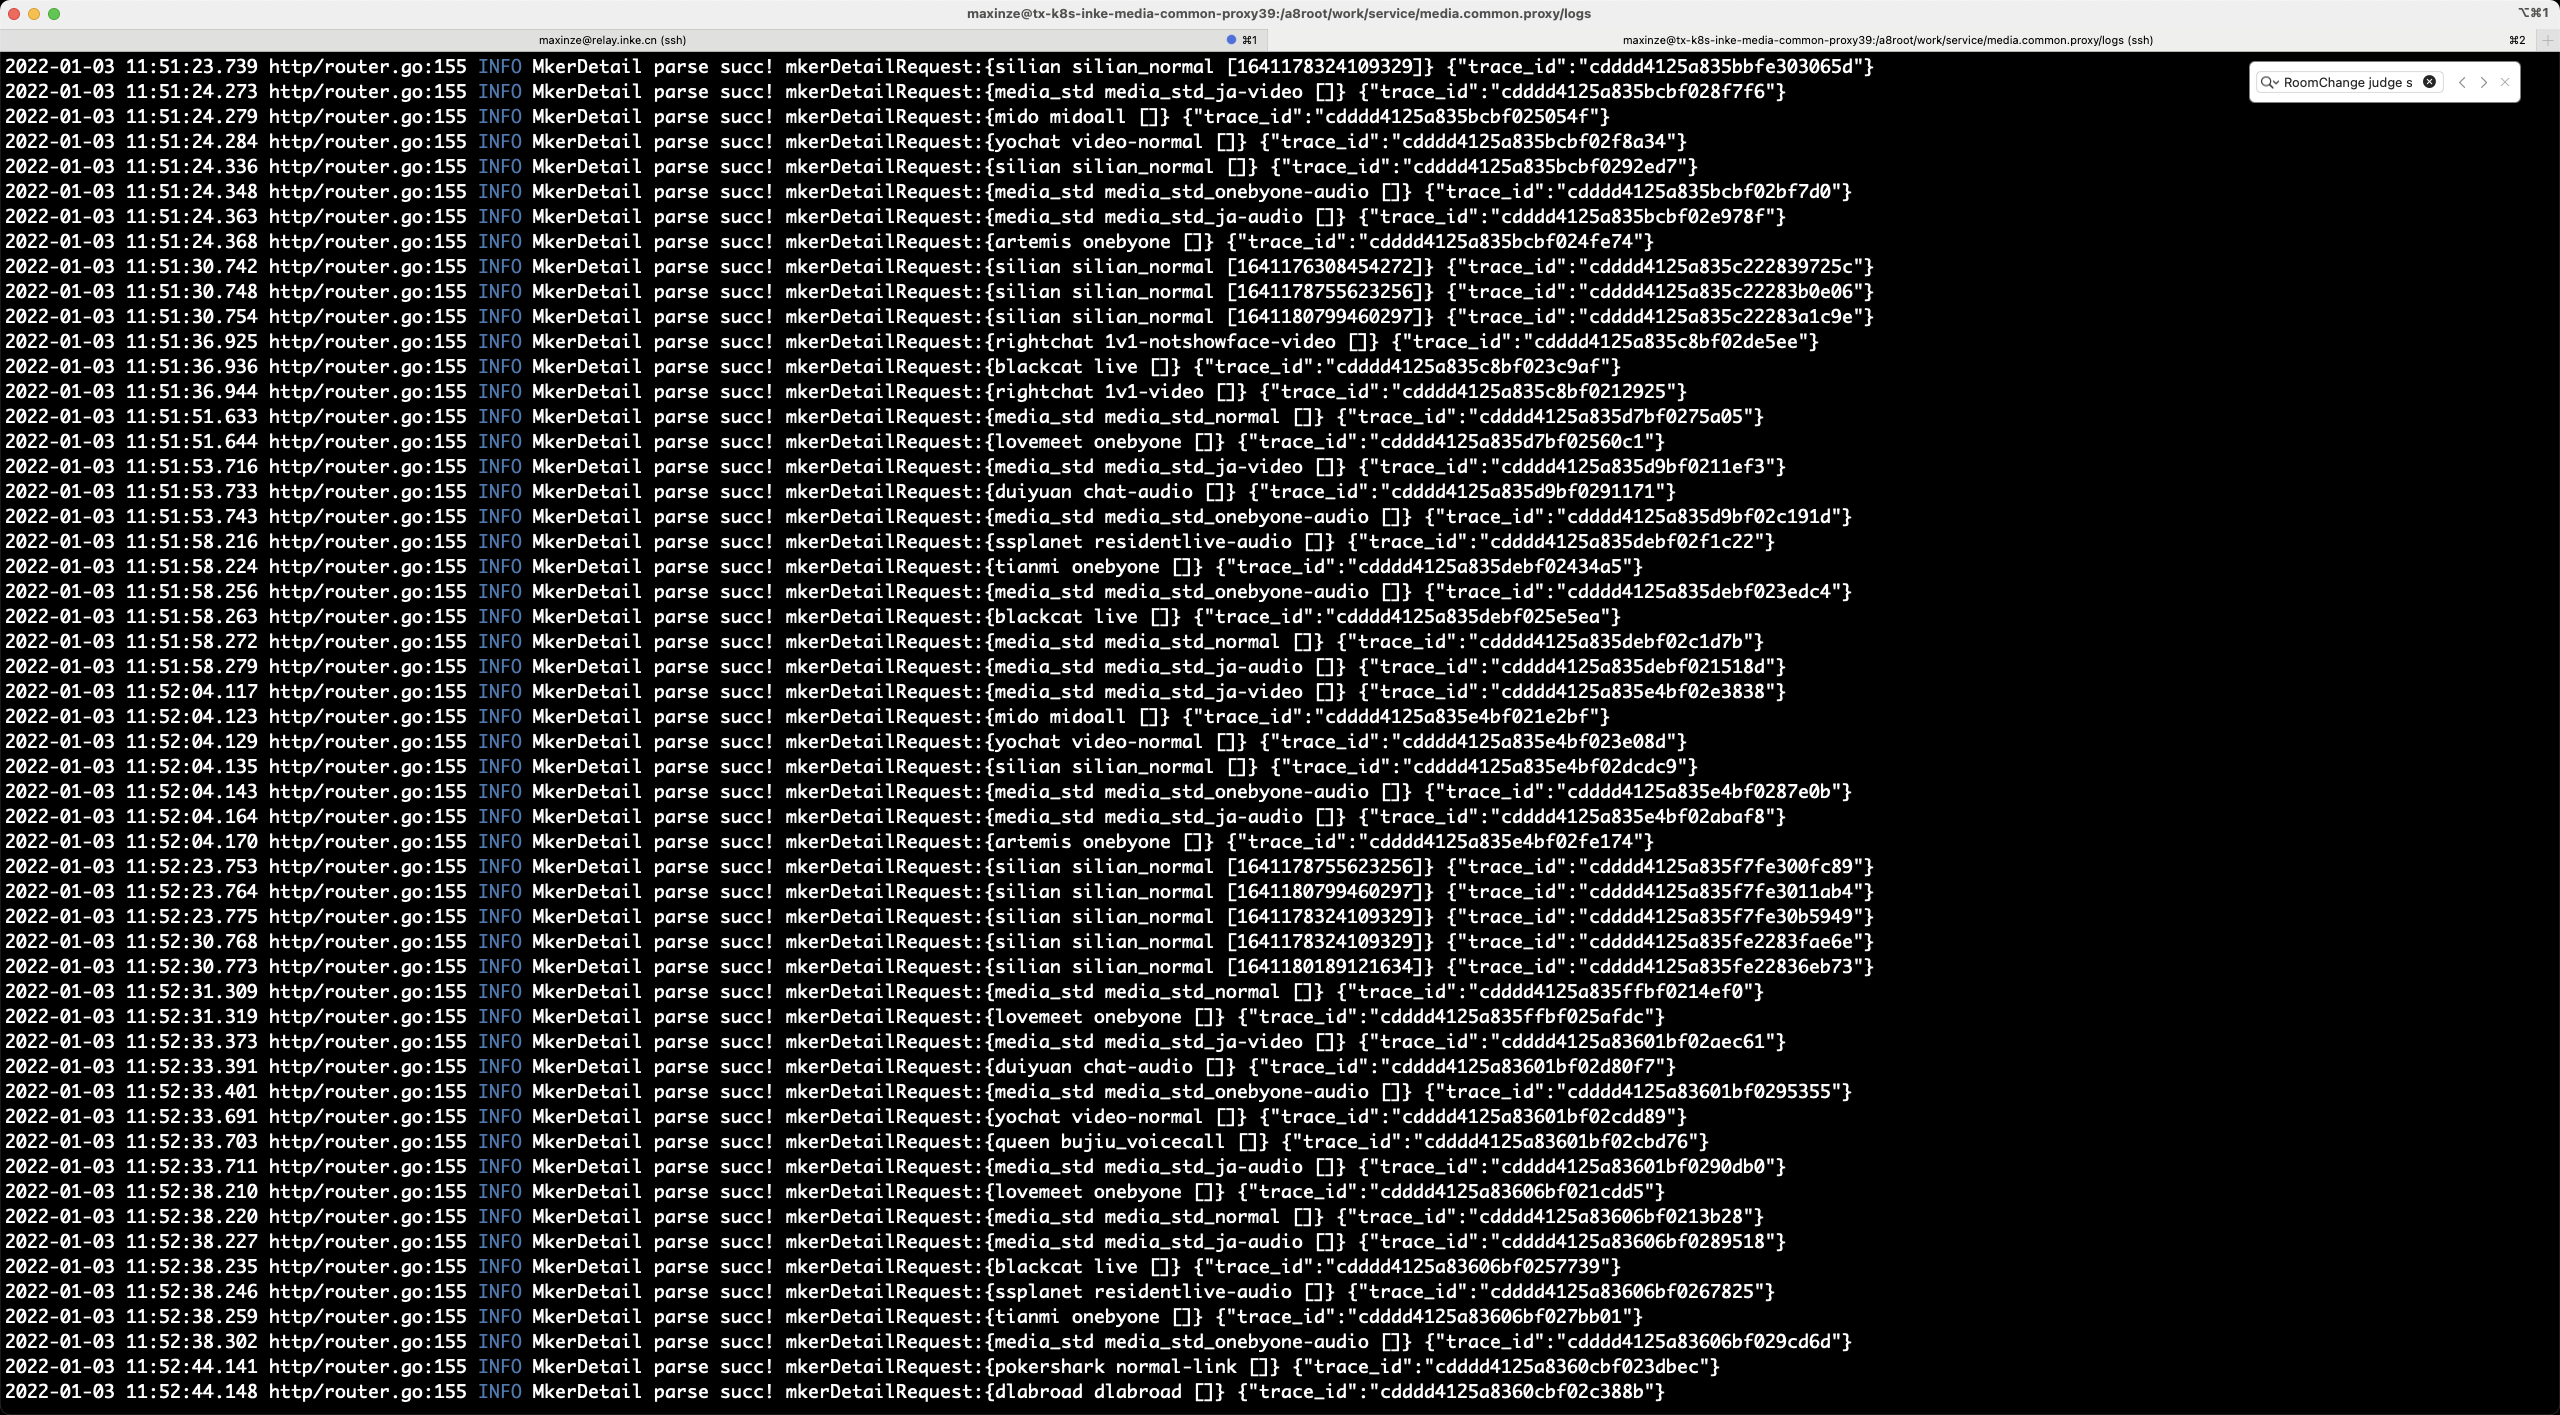 maxinze@tx-k8s-inke-media-common-proxy39:/a8root/work/service/media.common.proxy/logs
⌥⌘1
maxinze@relay.inke.cn (ssh)
⌘1
maxinze@tx-k8s-inke-media-common-proxy39:/a8root/work/service/media.common.proxy/logs (ssh)
⌘2
RoomChange judge s
2022-01-03 11:51:23.739 http/router.go:155 INFO MkerDetail parse succ! mkerDetailRequest:{silian silian_normal [1641178324109329]} {"trace_id":"cdddd4125a835bbfe303065d"}
2022-01-03 11:51:24.273 http/router.go:155 INFO MkerDetail parse succ! mkerDetailRequest:{media_std media_std_ja-video []} {"trace_id":"cdddd4125a835bcbf028f7f6"}
2022-01-03 11:51:24.279 http/router.go:155 INFO MkerDetail parse succ! mkerDetailRequest:{mido midoall []} {"trace_id":"cdddd4125a835bcbf025054f"}
2022-01-03 11:51:24.284 http/router.go:155 INFO MkerDetail parse succ! mkerDetailRequest:{yochat video-normal []} {"trace_id":"cdddd4125a835bcbf02f8a34"}
2022-01-03 11:51:24.336 http/router.go:155 INFO MkerDetail parse succ! mkerDetailRequest:{silian silian_normal []} {"trace_id":"cdddd4125a835bcbf0292ed7"}
2022-01-03 11:51:24.348 http/router.go:155 INFO MkerDetail parse succ! mkerDetailRequest:{media_std media_std_onebyone-audio []} {"trace_id":"cdddd4125a835bcbf02bf7d0"}
2022-01-03 11:51:24.363 http/router.go:155 INFO MkerDetail parse succ! mkerDetailRequest:{media_std media_std_ja-audio []} {"trace_id":"cdddd4125a835bcbf02e978f"}
2022-01-03 11:51:24.368 http/router.go:155 INFO MkerDetail parse succ! mkerDetailRequest:{artemis onebyone []} {"trace_id":"cdddd4125a835bcbf024fe74"}
2022-01-03 11:51:30.742 http/router.go:155 INFO MkerDetail parse succ! mkerDetailRequest:{silian silian_normal [1641176308454272]} {"trace_id":"cdddd4125a835c222839725c"}
2022-01-03 11:51:30.748 http/router.go:155 INFO MkerDetail parse succ! mkerDetailRequest:{silian silian_normal [1641178755623256]} {"trace_id":"cdddd4125a835c22283b0e06"}
2022-01-03 11:51:30.754 http/router.go:155 INFO MkerDetail parse succ! mkerDetailRequest:{silian silian_normal [1641180799460297]} {"trace_id":"cdddd4125a835c22283a1c9e"}
2022-01-03 11:51:36.925 http/router.go:155 INFO MkerDetail parse succ! mkerDetailRequest:{rightchat 1v1-notshowface-video []} {"trace_id":"cdddd4125a835c8bf02de5ee"}
2022-01-03 11:51:36.936 http/router.go:155 INFO MkerDetail parse succ! mkerDetailRequest:{blackcat live []} {"trace_id":"cdddd4125a835c8bf023c9af"}
2022-01-03 11:51:36.944 http/router.go:155 INFO MkerDetail parse succ! mkerDetailRequest:{rightchat 1v1-video []} {"trace_id":"cdddd4125a835c8bf0212925"}
2022-01-03 11:51:51.633 http/router.go:155 INFO MkerDetail parse succ! mkerDetailRequest:{media_std media_std_normal []} {"trace_id":"cdddd4125a835d7bf0275a05"}
2022-01-03 11:51:51.644 http/router.go:155 INFO MkerDetail parse succ! mkerDetailRequest:{lovemeet onebyone []} {"trace_id":"cdddd4125a835d7bf02560c1"}
2022-01-03 11:51:53.716 http/router.go:155 INFO MkerDetail parse succ! mkerDetailRequest:{media_std media_std_ja-video []} {"trace_id":"cdddd4125a835d9bf0211ef3"}
2022-01-03 11:51:53.733 http/router.go:155 INFO MkerDetail parse succ! mkerDetailRequest:{duiyuan chat-audio []} {"trace_id":"cdddd4125a835d9bf0291171"}
2022-01-03 11:51:53.743 http/router.go:155 INFO MkerDetail parse succ! mkerDetailRequest:{media_std media_std_onebyone-audio []} {"trace_id":"cdddd4125a835d9bf02c191d"}
2022-01-03 11:51:58.216 http/router.go:155 INFO MkerDetail parse succ! mkerDetailRequest:{ssplanet residentlive-audio []} {"trace_id":"cdddd4125a835debf02f1c22"}
2022-01-03 11:51:58.224 http/router.go:155 INFO MkerDetail parse succ! mkerDetailRequest:{tianmi onebyone []} {"trace_id":"cdddd4125a835debf02434a5"}
2022-01-03 11:51:58.256 http/router.go:155 INFO MkerDetail parse succ! mkerDetailRequest:{media_std media_std_onebyone-audio []} {"trace_id":"cdddd4125a835debf023edc4"}
2022-01-03 11:51:58.263 http/router.go:155 INFO MkerDetail parse succ! mkerDetailRequest:{blackcat live []} {"trace_id":"cdddd4125a835debf025e5ea"}
2022-01-03 11:51:58.272 http/router.go:155 INFO MkerDetail parse succ! mkerDetailRequest:{media_std media_std_normal []} {"trace_id":"cdddd4125a835debf02c1d7b"}
2022-01-03 11:51:58.279 http/router.go:155 INFO MkerDetail parse succ! mkerDetailRequest:{media_std media_std_ja-audio []} {"trace_id":"cdddd4125a835debf021518d"}
2022-01-03 11:52:04.117 http/router.go:155 INFO MkerDetail parse succ! mkerDetailRequest:{media_std media_std_ja-video []} {"trace_id":"cdddd4125a835e4bf02e3838"}
2022-01-03 11:52:04.123 http/router.go:155 INFO MkerDetail parse succ! mkerDetailRequest:{mido midoall []} {"trace_id":"cdddd4125a835e4bf021e2bf"}
2022-01-03 11:52:04.129 http/router.go:155 INFO MkerDetail parse succ! mkerDetailRequest:{yochat video-normal []} {"trace_id":"cdddd4125a835e4bf023e08d"}
2022-01-03 11:52:04.135 http/router.go:155 INFO MkerDetail parse succ! mkerDetailRequest:{silian silian_normal []} {"trace_id":"cdddd4125a835e4bf02dcdc9"}
2022-01-03 11:52:04.143 http/router.go:155 INFO MkerDetail parse succ! mkerDetailRequest:{media_std media_std_onebyone-audio []} {"trace_id":"cdddd4125a835e4bf0287e0b"}
2022-01-03 11:52:04.164 http/router.go:155 INFO MkerDetail parse succ! mkerDetailRequest:{media_std media_std_ja-audio []} {"trace_id":"cdddd4125a835e4bf02abaf8"}
2022-01-03 11:52:04.170 http/router.go:155 INFO MkerDetail parse succ! mkerDetailRequest:{artemis onebyone []} {"trace_id":"cdddd4125a835e4bf02fe174"}
2022-01-03 11:52:23.753 http/router.go:155 INFO MkerDetail parse succ! mkerDetailRequest:{silian silian_normal [1641178755623256]} {"trace_id":"cdddd4125a835f7fe300fc89"}
2022-01-03 11:52:23.764 http/router.go:155 INFO MkerDetail parse succ! mkerDetailRequest:{silian silian_normal [1641180799460297]} {"trace_id":"cdddd4125a835f7fe3011ab4"}
2022-01-03 11:52:23.775 http/router.go:155 INFO MkerDetail parse succ! mkerDetailRequest:{silian silian_normal [1641178324109329]} {"trace_id":"cdddd4125a835f7fe30b5949"}
2022-01-03 11:52:30.768 http/router.go:155 INFO MkerDetail parse succ! mkerDetailRequest:{silian silian_normal [1641178324109329]} {"trace_id":"cdddd4125a835fe2283fae6e"}
2022-01-03 11:52:30.773 http/router.go:155 INFO MkerDetail parse succ! mkerDetailRequest:{silian silian_normal [1641180189121634]} {"trace_id":"cdddd4125a835fe22836eb73"}
2022-01-03 11:52:31.309 http/router.go:155 INFO MkerDetail parse succ! mkerDetailRequest:{media_std media_std_normal []} {"trace_id":"cdddd4125a835ffbf0214ef0"}
2022-01-03 11:52:31.319 http/router.go:155 INFO MkerDetail parse succ! mkerDetailRequest:{lovemeet onebyone []} {"trace_id":"cdddd4125a835ffbf025afdc"}
2022-01-03 11:52:33.373 http/router.go:155 INFO MkerDetail parse succ! mkerDetailRequest:{media_std media_std_ja-video []} {"trace_id":"cdddd4125a83601bf02aec61"}
2022-01-03 11:52:33.391 http/router.go:155 INFO MkerDetail parse succ! mkerDetailRequest:{duiyuan chat-audio []} {"trace_id":"cdddd4125a83601bf02d80f7"}
2022-01-03 11:52:33.401 http/router.go:155 INFO MkerDetail parse succ! mkerDetailRequest:{media_std media_std_onebyone-audio []} {"trace_id":"cdddd4125a83601bf0295355"}
2022-01-03 11:52:33.691 http/router.go:155 INFO MkerDetail parse succ! mkerDetailRequest:{yochat video-normal []} {"trace_id":"cdddd4125a83601bf02cdd89"}
2022-01-03 11:52:33.703 http/router.go:155 INFO MkerDetail parse succ! mkerDetailRequest:{queen bujiu_voicecall []} {"trace_id":"cdddd4125a83601bf02cbd76"}
2022-01-03 11:52:33.711 http/router.go:155 INFO MkerDetail parse succ! mkerDetailRequest:{media_std media_std_ja-audio []} {"trace_id":"cdddd4125a83601bf0290db0"}
2022-01-03 11:52:38.210 http/router.go:155 INFO MkerDetail parse succ! mkerDetailRequest:{lovemeet onebyone []} {"trace_id":"cdddd4125a83606bf021cdd5"}
2022-01-03 11:52:38.220 http/router.go:155 INFO MkerDetail parse succ! mkerDetailRequest:{media_std media_std_normal []} {"trace_id":"cdddd4125a83606bf0213b28"}
2022-01-03 11:52:38.227 http/router.go:155 INFO MkerDetail parse succ! mkerDetailRequest:{media_std media_std_ja-audio []} {"trace_id":"cdddd4125a83606bf0289518"}
2022-01-03 11:52:38.235 http/router.go:155 INFO MkerDetail parse succ! mkerDetailRequest:{blackcat live []} {"trace_id":"cdddd4125a83606bf0257739"}
2022-01-03 11:52:38.246 http/router.go:155 INFO MkerDetail parse succ! mkerDetailRequest:{ssplanet residentlive-audio []} {"trace_id":"cdddd4125a83606bf0267825"}
2022-01-03 11:52:38.259 http/router.go:155 INFO MkerDetail parse succ! mkerDetailRequest:{tianmi onebyone []} {"trace_id":"cdddd4125a83606bf027bb01"}
2022-01-03 11:52:38.302 http/router.go:155 INFO MkerDetail parse succ! mkerDetailRequest:{media_std media_std_onebyone-audio []} {"trace_id":"cdddd4125a83606bf029cd6d"}
2022-01-03 11:52:44.141 http/router.go:155 INFO MkerDetail parse succ! mkerDetailRequest:{pokershark normal-link []} {"trace_id":"cdddd4125a8360cbf023dbec"}
2022-01-03 11:52:44.148 http/router.go:155 INFO MkerDetail parse succ! mkerDetailRequest:{dlabroad dlabroad []} {"trace_id":"cdddd4125a8360cbf02c388b"}